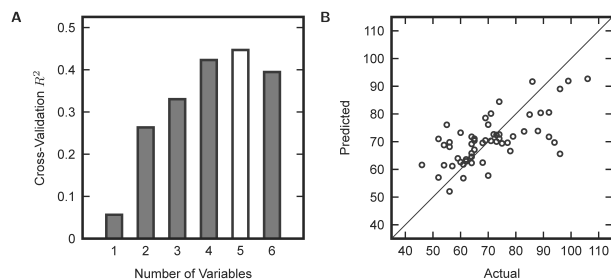 A
Cross-Validation R²
0.5
0.4
0.3
0.2
0.1
0
1 2 3 4 5 6
Number of Variables
B
Predicted
110
100
90
80
70
60
50
40
40 50 60 70 80 90 100 110
Actual